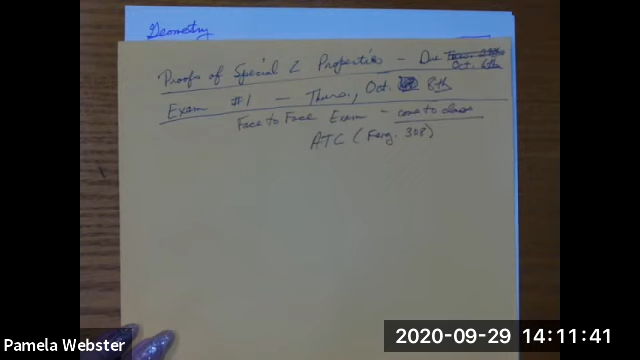 Geometry
Proofs of Special ∠ Properties - Due Oct. 6th
Exam #1 - Thurs., Oct. 8th
Face to Face Exam - come to class
ATC (Ferg. 308)
Pamela Webster
2020-09-29 14:11:41